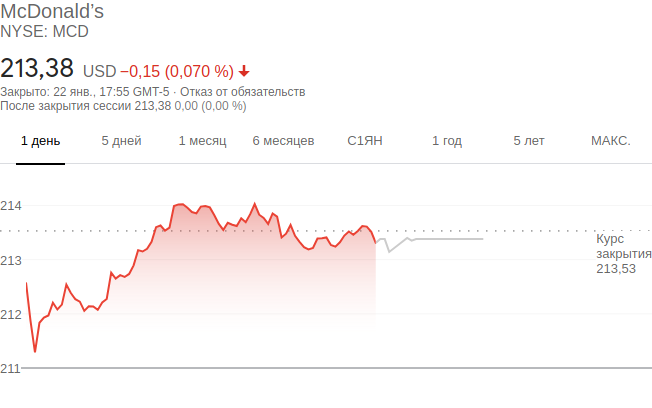 McDonald’s
NYSE: MCD
213,38 USD −0,15 (0,070 %)
Закрыто: 22 янв., 17:55 GMT-5 · Отказ от обязательств
После закрытия сессии 213,38 0,00 (0,00 %)
1 день 5 дней 1 месяц 6 месяцев С1ЯН 1 год 5 лет МАКС.
214
Курс
закрытия
213,53
213
212
211